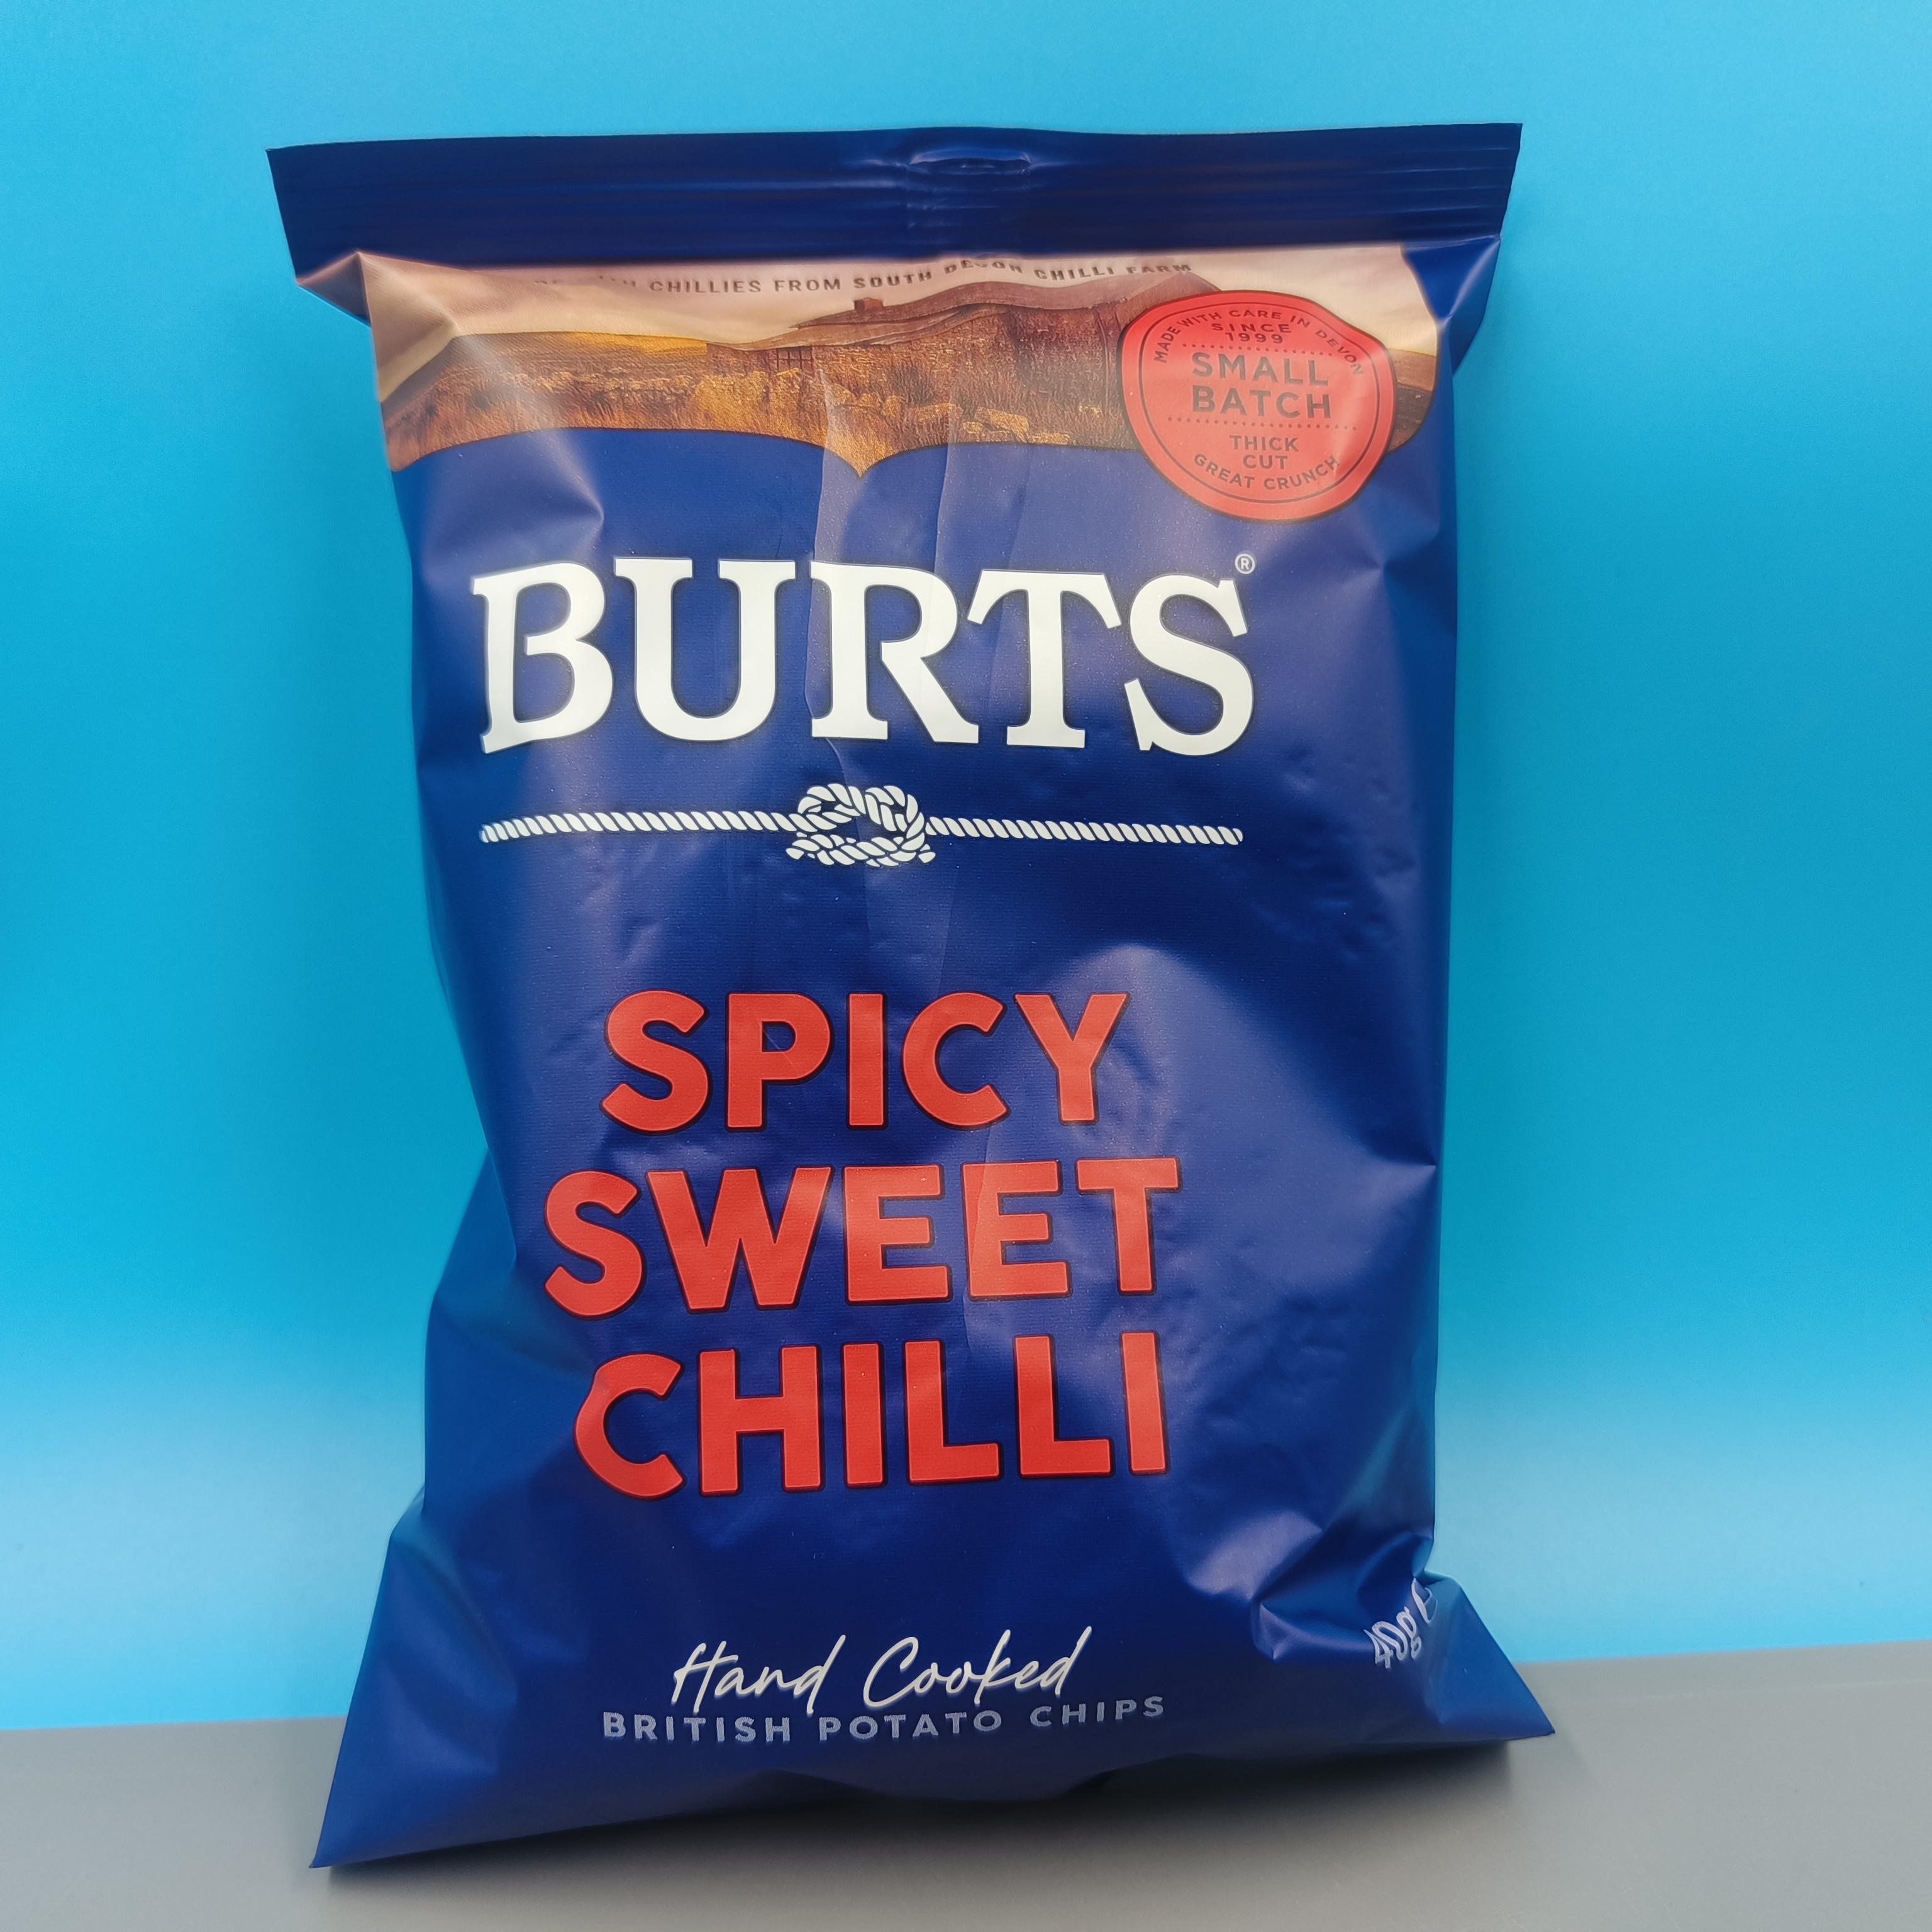 CHILLIES FROM SOUTH DEVON CHILLI FARM
MADE WITH CARE IN DEVON
SINCE
1999
SMALL
BATCH
THICK
CUT
GREAT CRUNCH
BURTS®
SPICY
SWEET
CHILLI
40g
Hand Cooked
BRITISH POTATO CHIPS